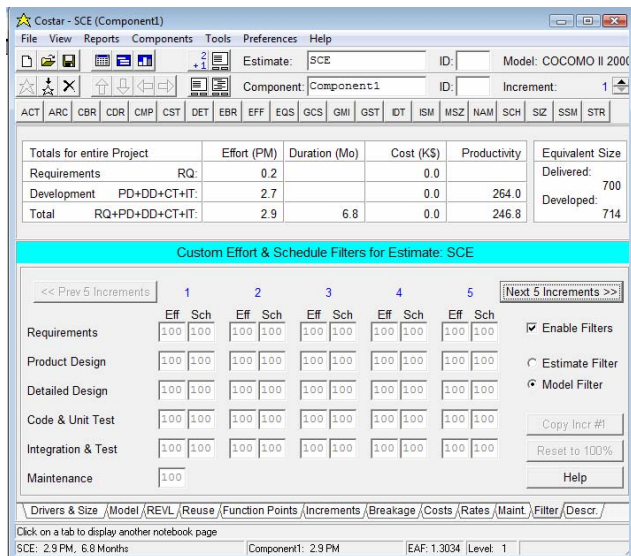 Costar - SCE (Component1)
File View Reports Components Tools Preferences Help
Estimate: SCE ID: Model: COCOMO II 2000
Component: Component1 ID: Increment: 1
ACT ARC CBR CDR CMP CST DET EBR EFF EQS GCS GMI GST IDT ISM MSZ NAM SCH SIZ SSM STR
Totals for entire Project Effort (PM) Duration (Mo) Cost (K$) Productivity Equivalent Size
Requirements RQ: 0.2 0.0 Delivered:
700
Development PD+DD+CT+IT: 2.7 0.0 264.0 Developed:
Total RQ+PD+DD+CT+IT: 2.9 6.8 0.0 246.8 714
Custom Effort & Schedule Filters for Estimate: SCE
<< Prev 5 Increments 1 2 3 4 5 Next 5 Increments >>
Eff Sch Eff Sch Eff Sch Eff Sch Eff Sch
Requirements 100 100 100 100 100 100 100 100 100 100 Enable Filters
Product Design 100 100 100 100 100 100 100 100 100 100 Estimate Filter
Detailed Design 100 100 100 100 100 100 100 100 100 100 Model Filter
Code & Unit Test 100 100 100 100 100 100 100 100 100 100 Copy Incr #1
Integration & Test 100 100 100 100 100 100 100 100 100 100 Reset to 100%
Maintenance 100 Help
Drivers & Size Model REVL Reuse Function Points Increments Breakage Costs Rates Maint. Filter Descr.
Click on a tab to display another notebook page
SCE: 2.9 PM, 6.8 Months Component1: 2.9 PM EAF: 1.3034 Level: 1